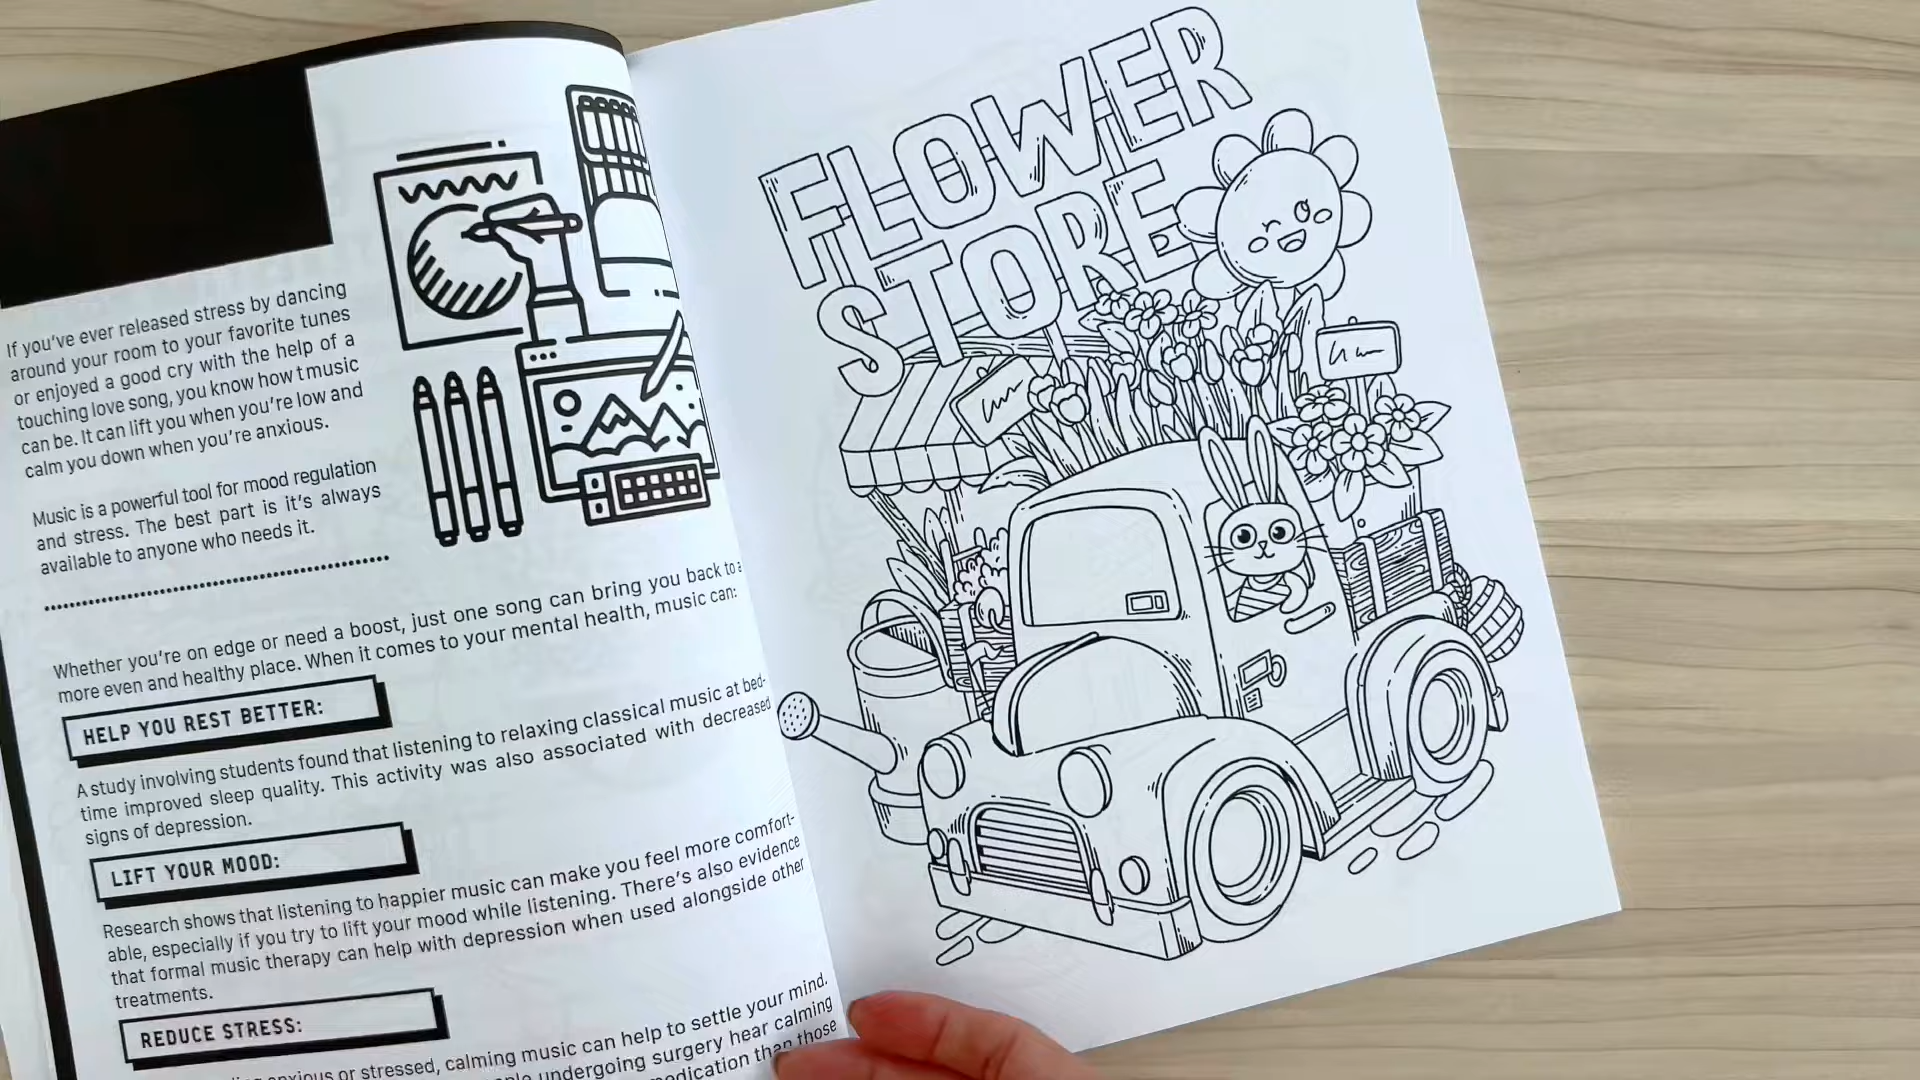 If you’ve ever released stress by dancing
around your room to your favorite tunes
or enjoyed a good cry with the help of a
touching love song, you know how t music
can be. It can lift you when you’re low and
calm you down when you’re anxious.
Music is a powerful tool for mood regulation
and stress. The best part is it’s always
available to anyone who needs it.
Whether you’re on edge or need a boost, just one song can bring you back to a
more even and healthy place. When it comes to your mental health, music can:
HELP YOU REST BETTER:
A study involving students found that listening to relaxing classical music at bed-
time improved sleep quality. This activity was also associated with decreased
signs of depression.
LIFT YOUR MOOD:
Research shows that listening to happier music can make you feel more comfort-
able, especially if you try to lift your mood while listening. There’s also evidence
that formal music therapy can help with depression when used alongside other
treatments.
REDUCE STRESS:
anxious or stressed, calming music can help to settle your mind.
undergoing surgery hear calming
medication than those
FLOWER
STORE